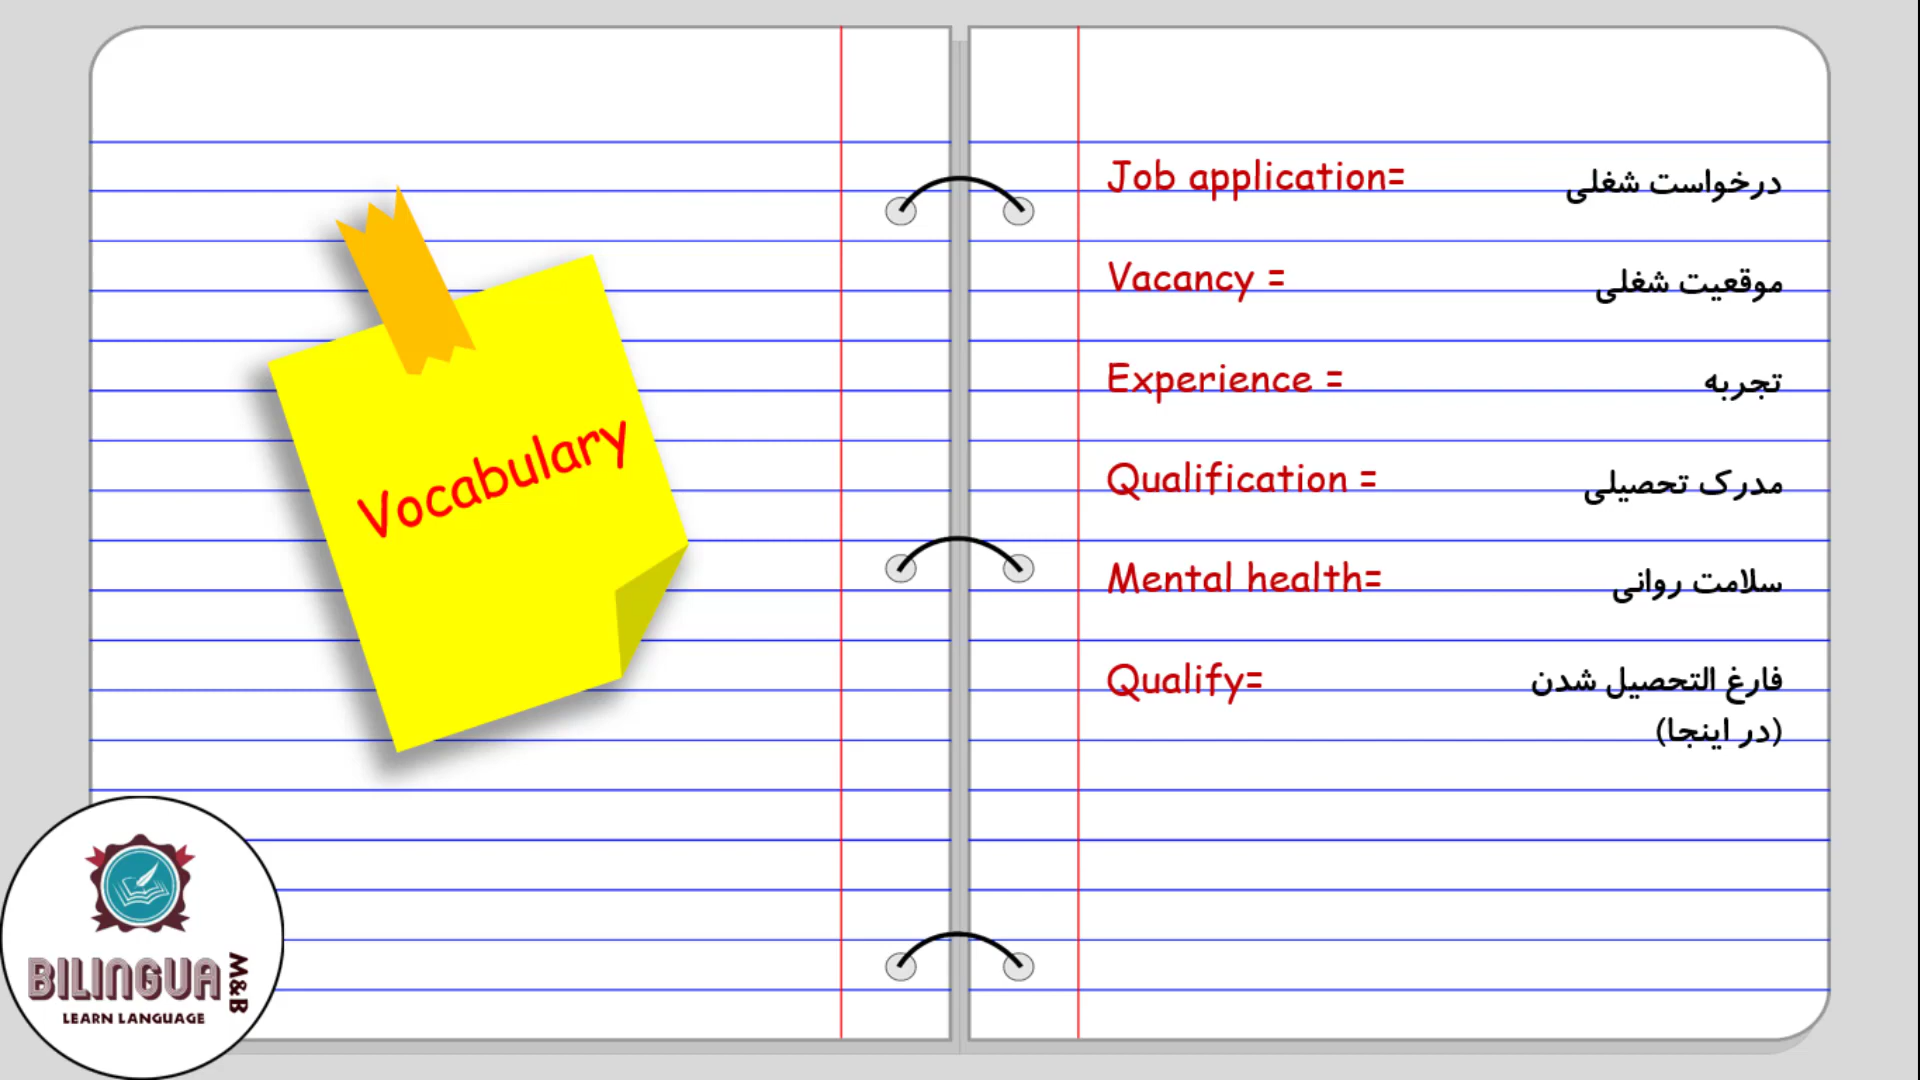 Vocabulary
Job application= درخواست شغلی
Vacancy = موقعیت شغلی
Experience = تجربه
Qualification = مدرک تحصیلی
Mental health= سلامت روانی
Qualify= فارغ التحصیل شدن
(در اینجا)
BILINGUA M&B
LEARN LANGUAGE